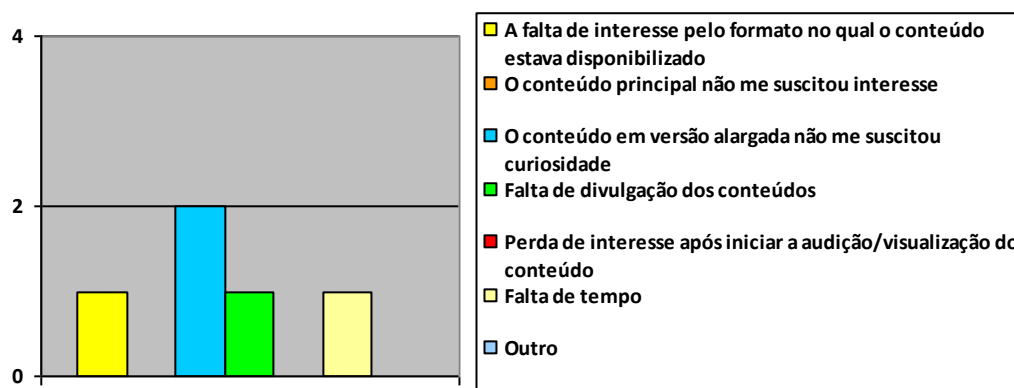 4
2
0
A falta de interesse pelo formato no qual o conteúdo
estava disponibilizado
O conteúdo principal não me suscitou interesse
O conteúdo em versão alargada não me suscitou
curiosidade
Falta de divulgação dos conteúdos
Perda de interesse após iniciar a audição/visualização do
conteúdo
Falta de tempo
Outro